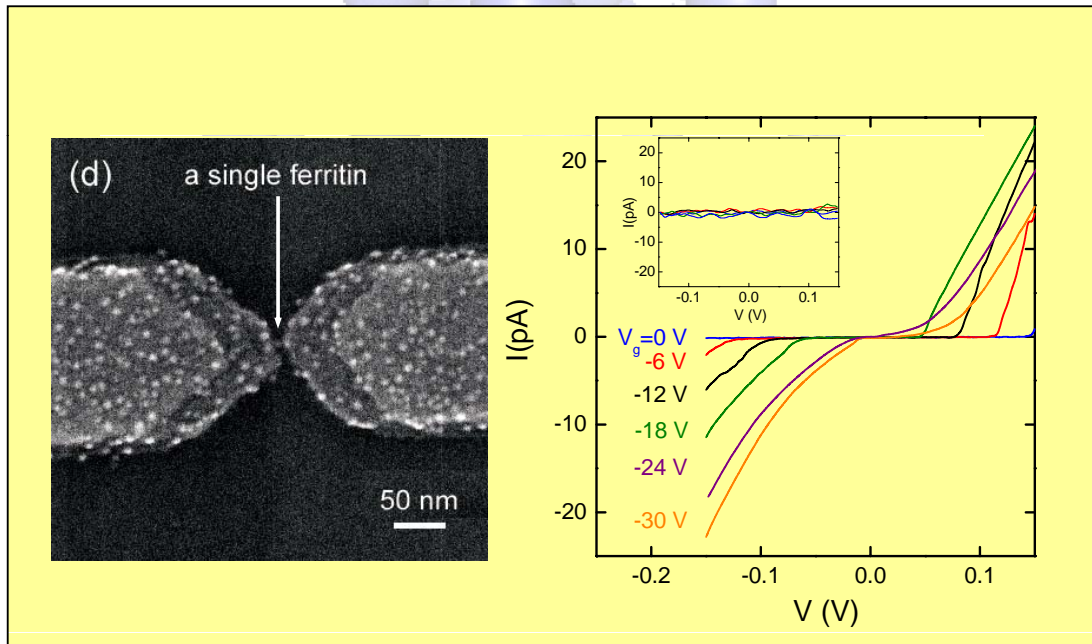 (d)
a single ferritin
50 nm
I(pA)
20
10
0
-10
-20
-0.2
-0.1
0.0
0.1
V (V)
I(pA)
20
10
0
-10
-20
-0.1
0.0
0.1
V (V)
Vg=0 V
-6 V
-12 V
-18 V
-24 V
-30 V